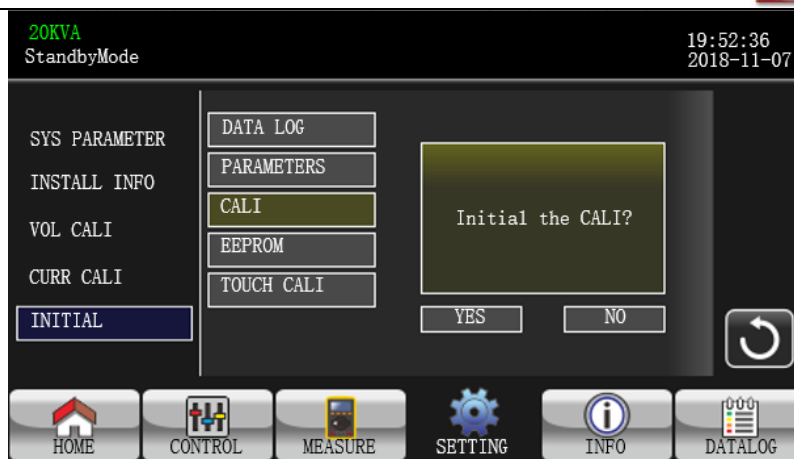 20KVA
StandbyMode
19:52:36
2018-11-07
SYS PARAMETER
INSTALL INFO
VOL CALI
CURR CALI
INITIAL
DATA LOG
PARAMETERS
CALI
EEPROM
TOUCH CALI
Initial the CALI?
YES
NO
HOME
CONTROL
MEASURE
SETTING
INFO
DATALOG